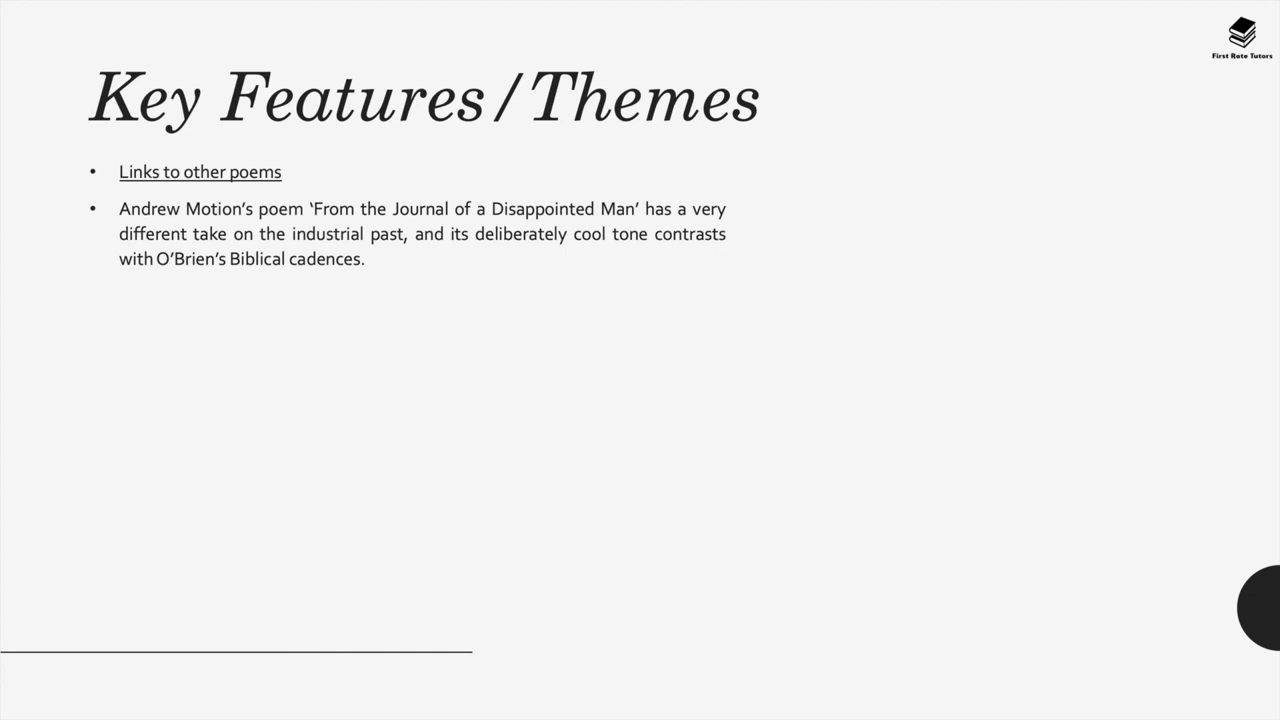 First Rate Tutors
Key Features/Themes
• Links to other poems
• Andrew Motion’s poem ‘From the Journal of a Disappointed Man’ has a very
different take on the industrial past, and its deliberately cool tone contrasts
with O’Brien’s Biblical cadences.